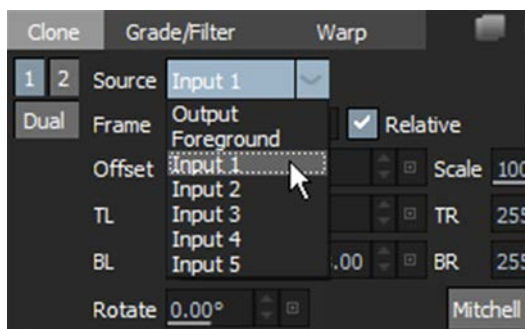 Clone Grade/Filter Warp
1 2 Source Input 1
Dual Frame Output Relative
Foreground
Offset Input 1 Scale 100
Input 2
TL Input 3 TR 255
Input 4
BL Input 5 .00 BR 255
Rotate 0.00° Mitchell